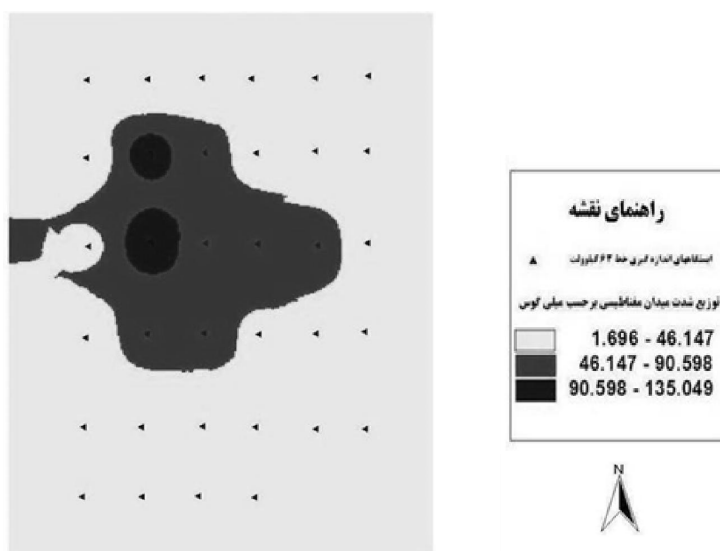 راهنمای نقشه
ایستگاههای اندازه گیری خط ۶۳ کیلوولت
توزیع شدت میدان مغناطیسی برحسب میلی گوس
1.696 - 46.147
46.147 - 90.598
90.598 - 135.049
N